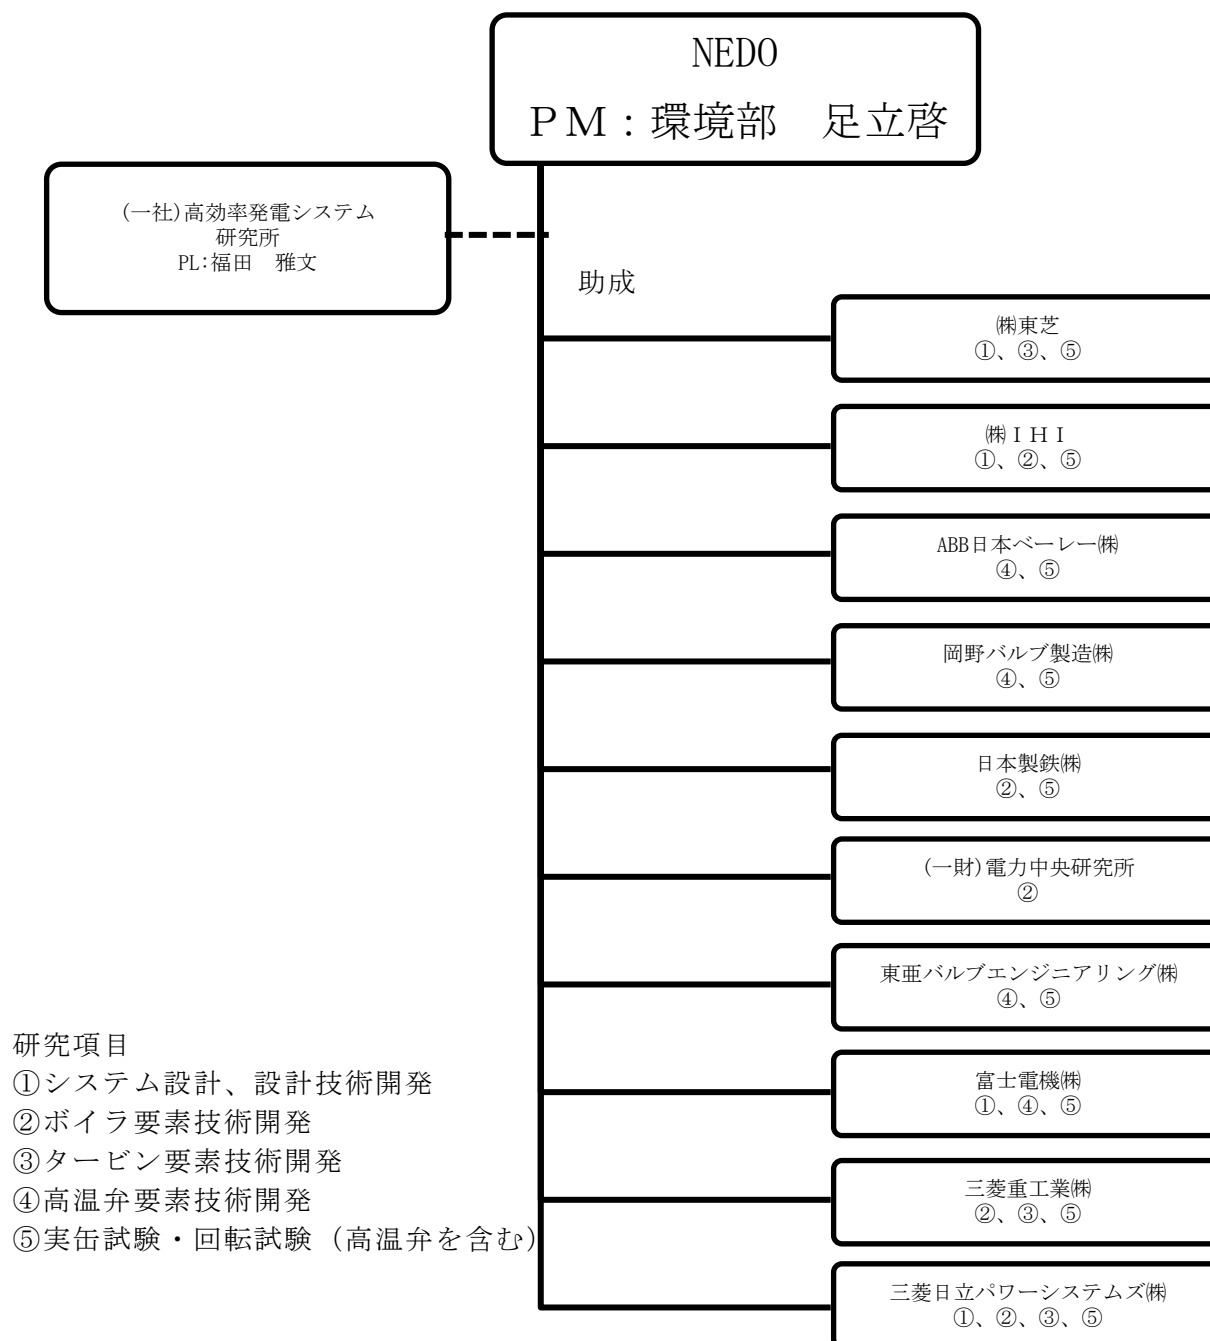 NEDO
ＰＭ：環境部　足立啓
(一社)高効率発電システム
研究所
PL:福田　雅文
助成
㈱東芝
①、③、⑤
㈱ＩＨＩ
①、②、⑤
ABB日本ベーレー㈱
④、⑤
岡野バルブ製造㈱
④、⑤
日本製鉄㈱
②、⑤
(一財)電力中央研究所
②
東亜バルブエンジニアリング㈱
④、⑤
富士電機㈱
①、④、⑤
三菱重工業㈱
②、③、⑤
三菱日立パワーシステムズ㈱
①、②、③、⑤
研究項目
①システム設計、設計技術開発
②ボイラ要素技術開発
③タービン要素技術開発
④高温弁要素技術開発
⑤実缶試験・回転試験（高温弁を含む）